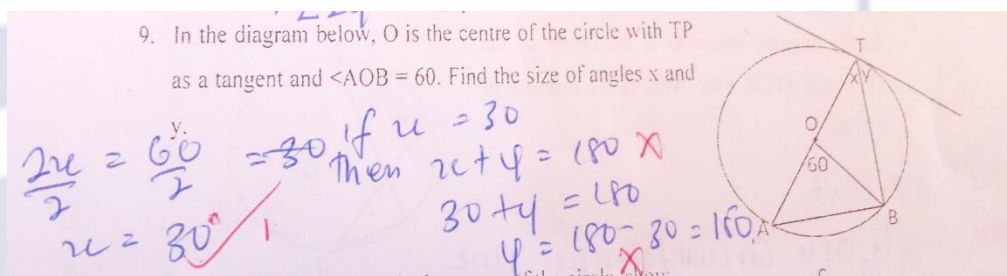 9. In the diagram below, O is the centre of the circle with TP
as a tangent and <AOB = 60. Find the size of angles x and
y.
2x/2 = 60/2 = 30
x = 30° 1
if x = 30
then x + y = 180
30 + y = 180
y = 180 - 30 = 150
T
x y
O
60
A
B